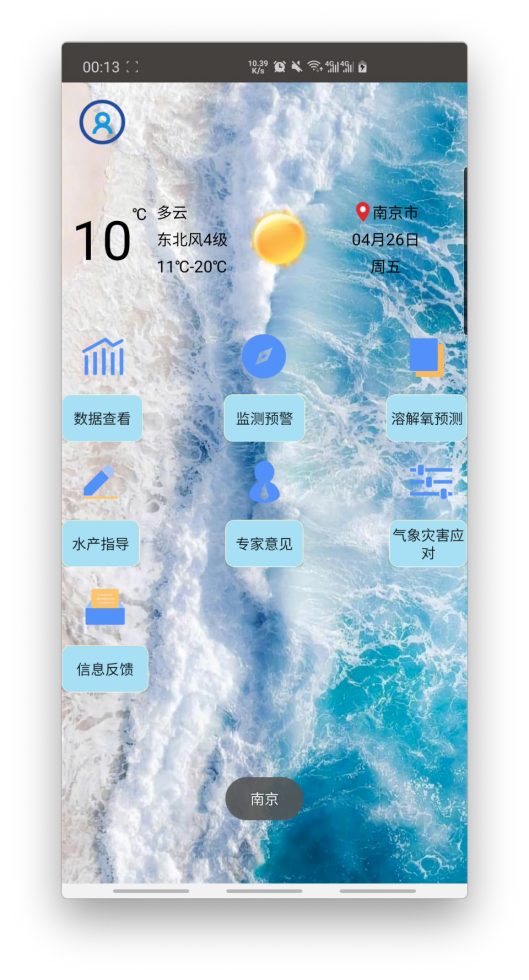 00:13
10.39
K/s
4G 4G
10
℃
多云
东北风4级
11℃-20℃
南京市
04月26日
周五
数据查看
监测预警
溶解氧预测
水产指导
专家意见
气象灾害应
对
信息反馈
南京